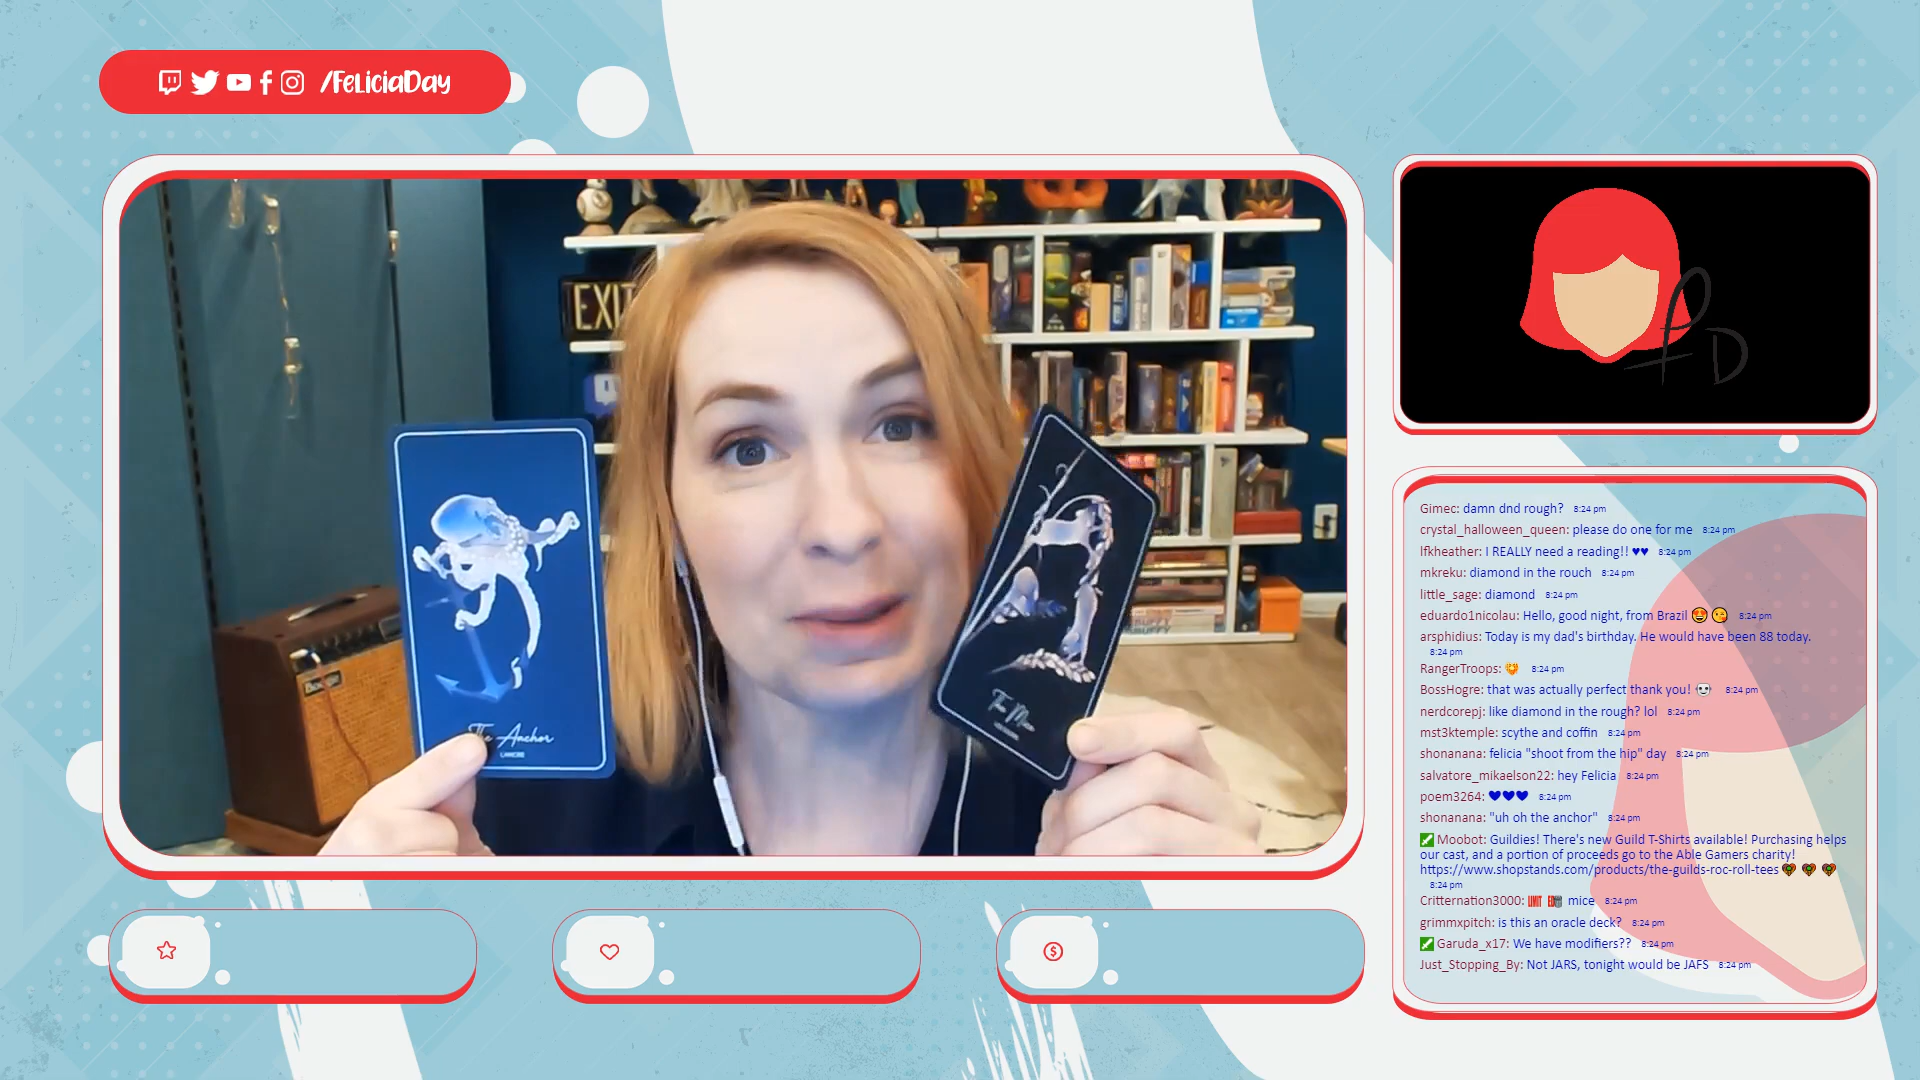 /FeliciaDay
EXIT
The Anchor
BUFFY
FD
Gimec: damn dnd rough? 8:24 pm
crystal_halloween_queen: please do one for me 8:24 pm
lfkheather: I REALLY need a reading!! ♥♥ 8:24 pm
mkreku: diamond in the rouch 8:24 pm
little_sage: diamond 8:24 pm
eduardo1nicolau: Hello, good night, from Brazil 🤩 😘 8:24 pm
arsphidius: Today is my dad's birthday. He would have been 88 today.
8:24 pm
RangerTroops: 8:24 pm
BossHogre: that was actually perfect thank you! 8:24 pm
nerdcorepj: like diamond in the rough? lol 8:24 pm
mst3ktemple: scythe and coffin 8:24 pm
shonanana: felicia "shoot from the hip" day 8:24 pm
salvatore_mikaelson22: hey Felicia 8:24 pm
poem3264: ♥♥♥ 8:24 pm
shonanana: "uh oh the anchor" 8:24 pm
Moobot: Guildies! There's new Guild T-Shirts available! Purchasing helps
our cast, and a portion of proceeds go to the Able Gamers charity!
https://www.shopstands.com/products/the-guilds-roc-roll-tees
8:24 pm
Critternation3000: mice 8:24 pm
grimmxpitch: is this an oracle deck? 8:24 pm
Garuda_x17: We have modifiers?? 8:24 pm
Just_Stopping_By: Not JARS, tonight would be JAFS 8:24 pm